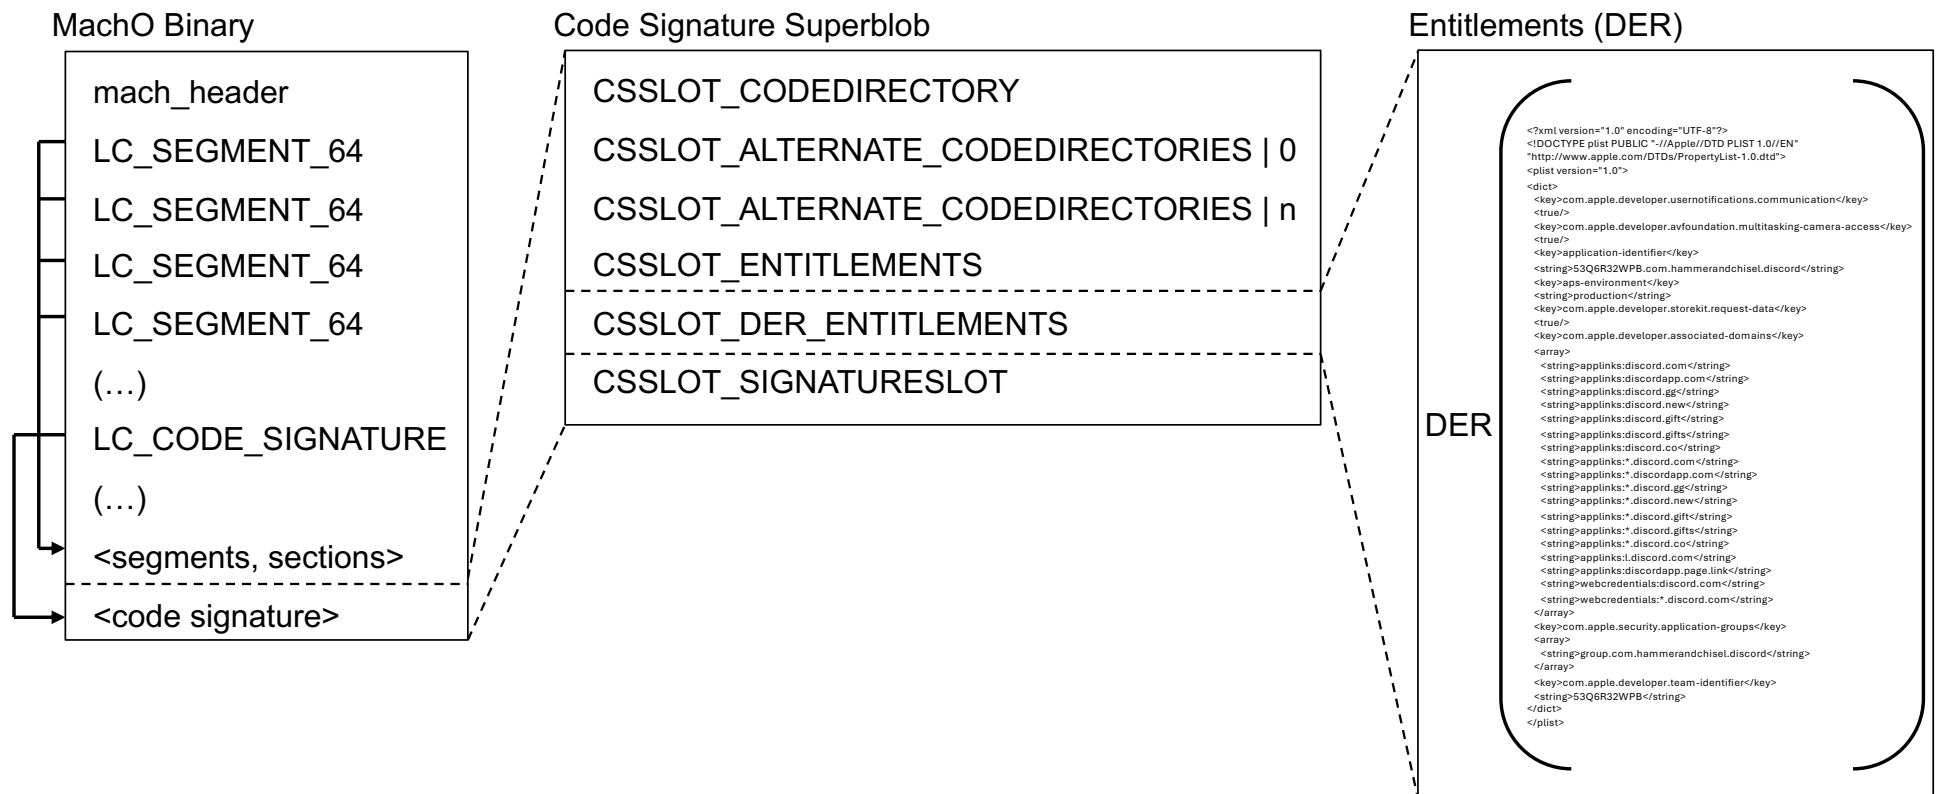 MachO Binary
mach_header
LC_SEGMENT_64
LC_SEGMENT_64
LC_SEGMENT_64
LC_SEGMENT_64
(…)
LC_CODE_SIGNATURE
(…)
<segments, sections>
<code signature>
Code Signature Superblob
CSSLOT_CODEDIRECTORY
CSSLOT_ALTERNATE_CODEDIRECTORIES | 0
CSSLOT_ALTERNATE_CODEDIRECTORIES | n
CSSLOT_ENTITLEMENTS
CSSLOT_DER_ENTITLEMENTS
CSSLOT_SIGNATURESLOT
Entitlements (DER)
DER
<?xml version="1.0" encoding="UTF-8"?>
<!DOCTYPE plist PUBLIC "-//Apple//DTD PLIST 1.0//EN"
"http://www.apple.com/DTDs/PropertyList-1.0.dtd">
<plist version="1.0">
<dict>
<key>com.apple.developer.usernotifications.communication</key>
<true/>
<key>com.apple.developer.avfoundation.multitasking-camera-access</key>
<true/>
<key>application-identifier</key>
<string>53Q6R32WPB.com.hammerandchisel.discord</string>
<key>aps-environment</key>
<string>production</string>
<key>com.apple.developer.storekit.request-data</key>
<true/>
<key>com.apple.developer.associated-domains</key>
<array>
<string>applinks:discord.com</string>
<string>applinks:discordapp.com</string>
<string>applinks:discord.gg</string>
<string>applinks:discord.new</string>
<string>applinks:discord.gift</string>
<string>applinks:discord.gifts</string>
<string>applinks:discord.co</string>
<string>applinks:*.discord.com</string>
<string>applinks:*.discordapp.com</string>
<string>applinks:*.discord.gg</string>
<string>applinks:*.discord.new</string>
<string>applinks:*.discord.gift</string>
<string>applinks:*.discord.gifts</string>
<string>applinks:*.discord.co</string>
<string>applinks:l.discord.com</string>
<string>applinks:discordapp.page.link</string>
<string>webcredentials:discord.com</string>
<string>webcredentials:*.discord.com</string>
</array>
<key>com.apple.security.application-groups</key>
<array>
<string>group.com.hammerandchisel.discord</string>
</array>
<key>com.apple.developer.team-identifier</key>
<string>53Q6R32WPB</string>
</dict>
</plist>